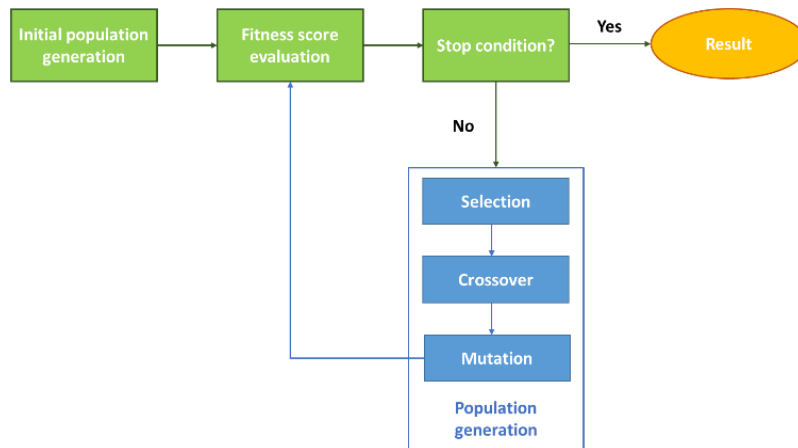 Initial population
generation
Fitness score
evaluation
Stop condition?
Yes
Result
No
Selection
Crossover
Mutation
Population
generation